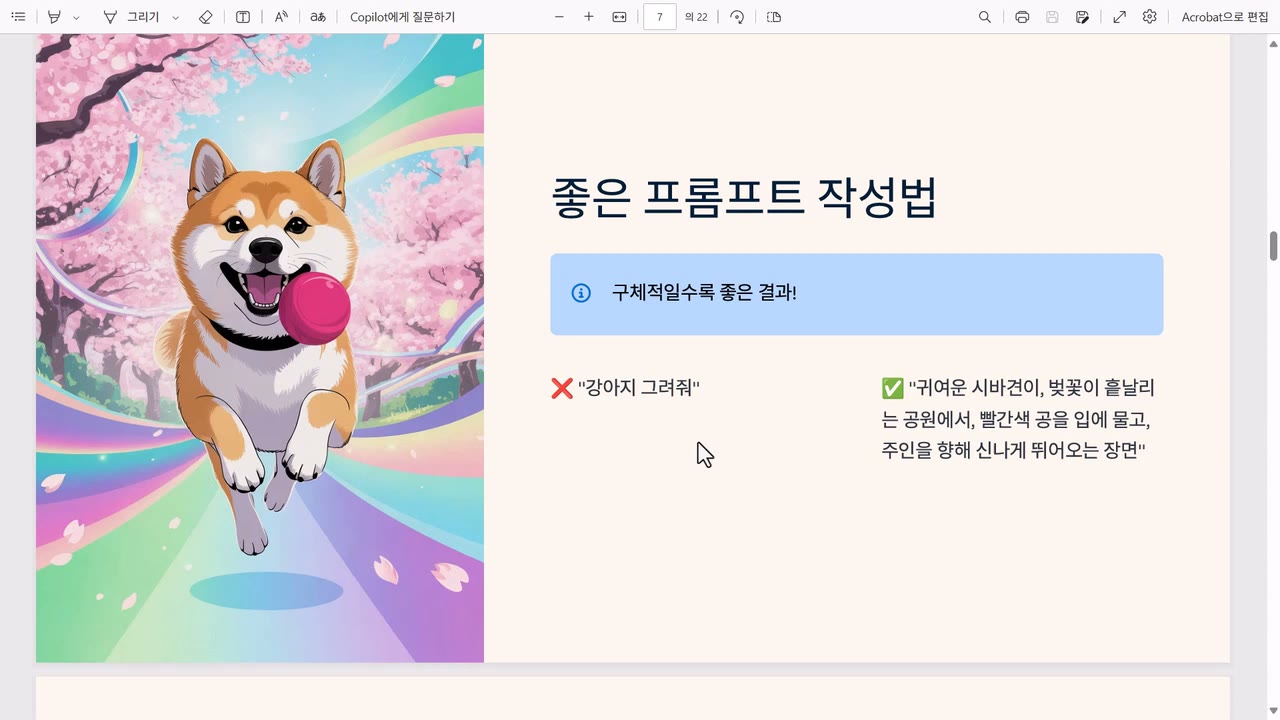 그리기
Copilot에게 질문하기
7
의 22
Acrobat으로 편집
좋은 프롬프트 작성법
구체적일수록 좋은 결과!
❌ "강아지 그려줘"
✅ "귀여운 시바견이, 벚꽃이 흩날리
는 공원에서, 빨간색 공을 입에 물고,
주인을 향해 신나게 뛰어오는 장면"